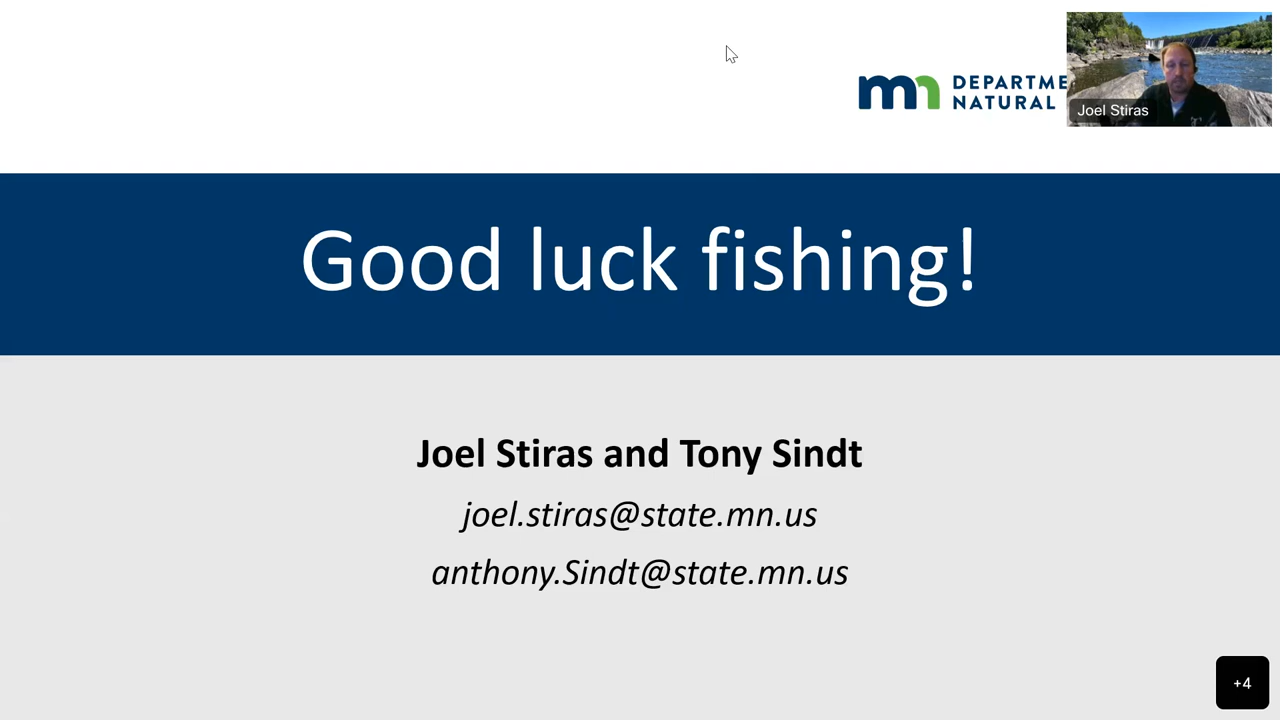 mn DEPARTME
NATURAL
Joel Stiras
Good luck fishing!
Joel Stiras and Tony Sindt
joel.stiras@state.mn.us
anthony.Sindt@state.mn.us
+4